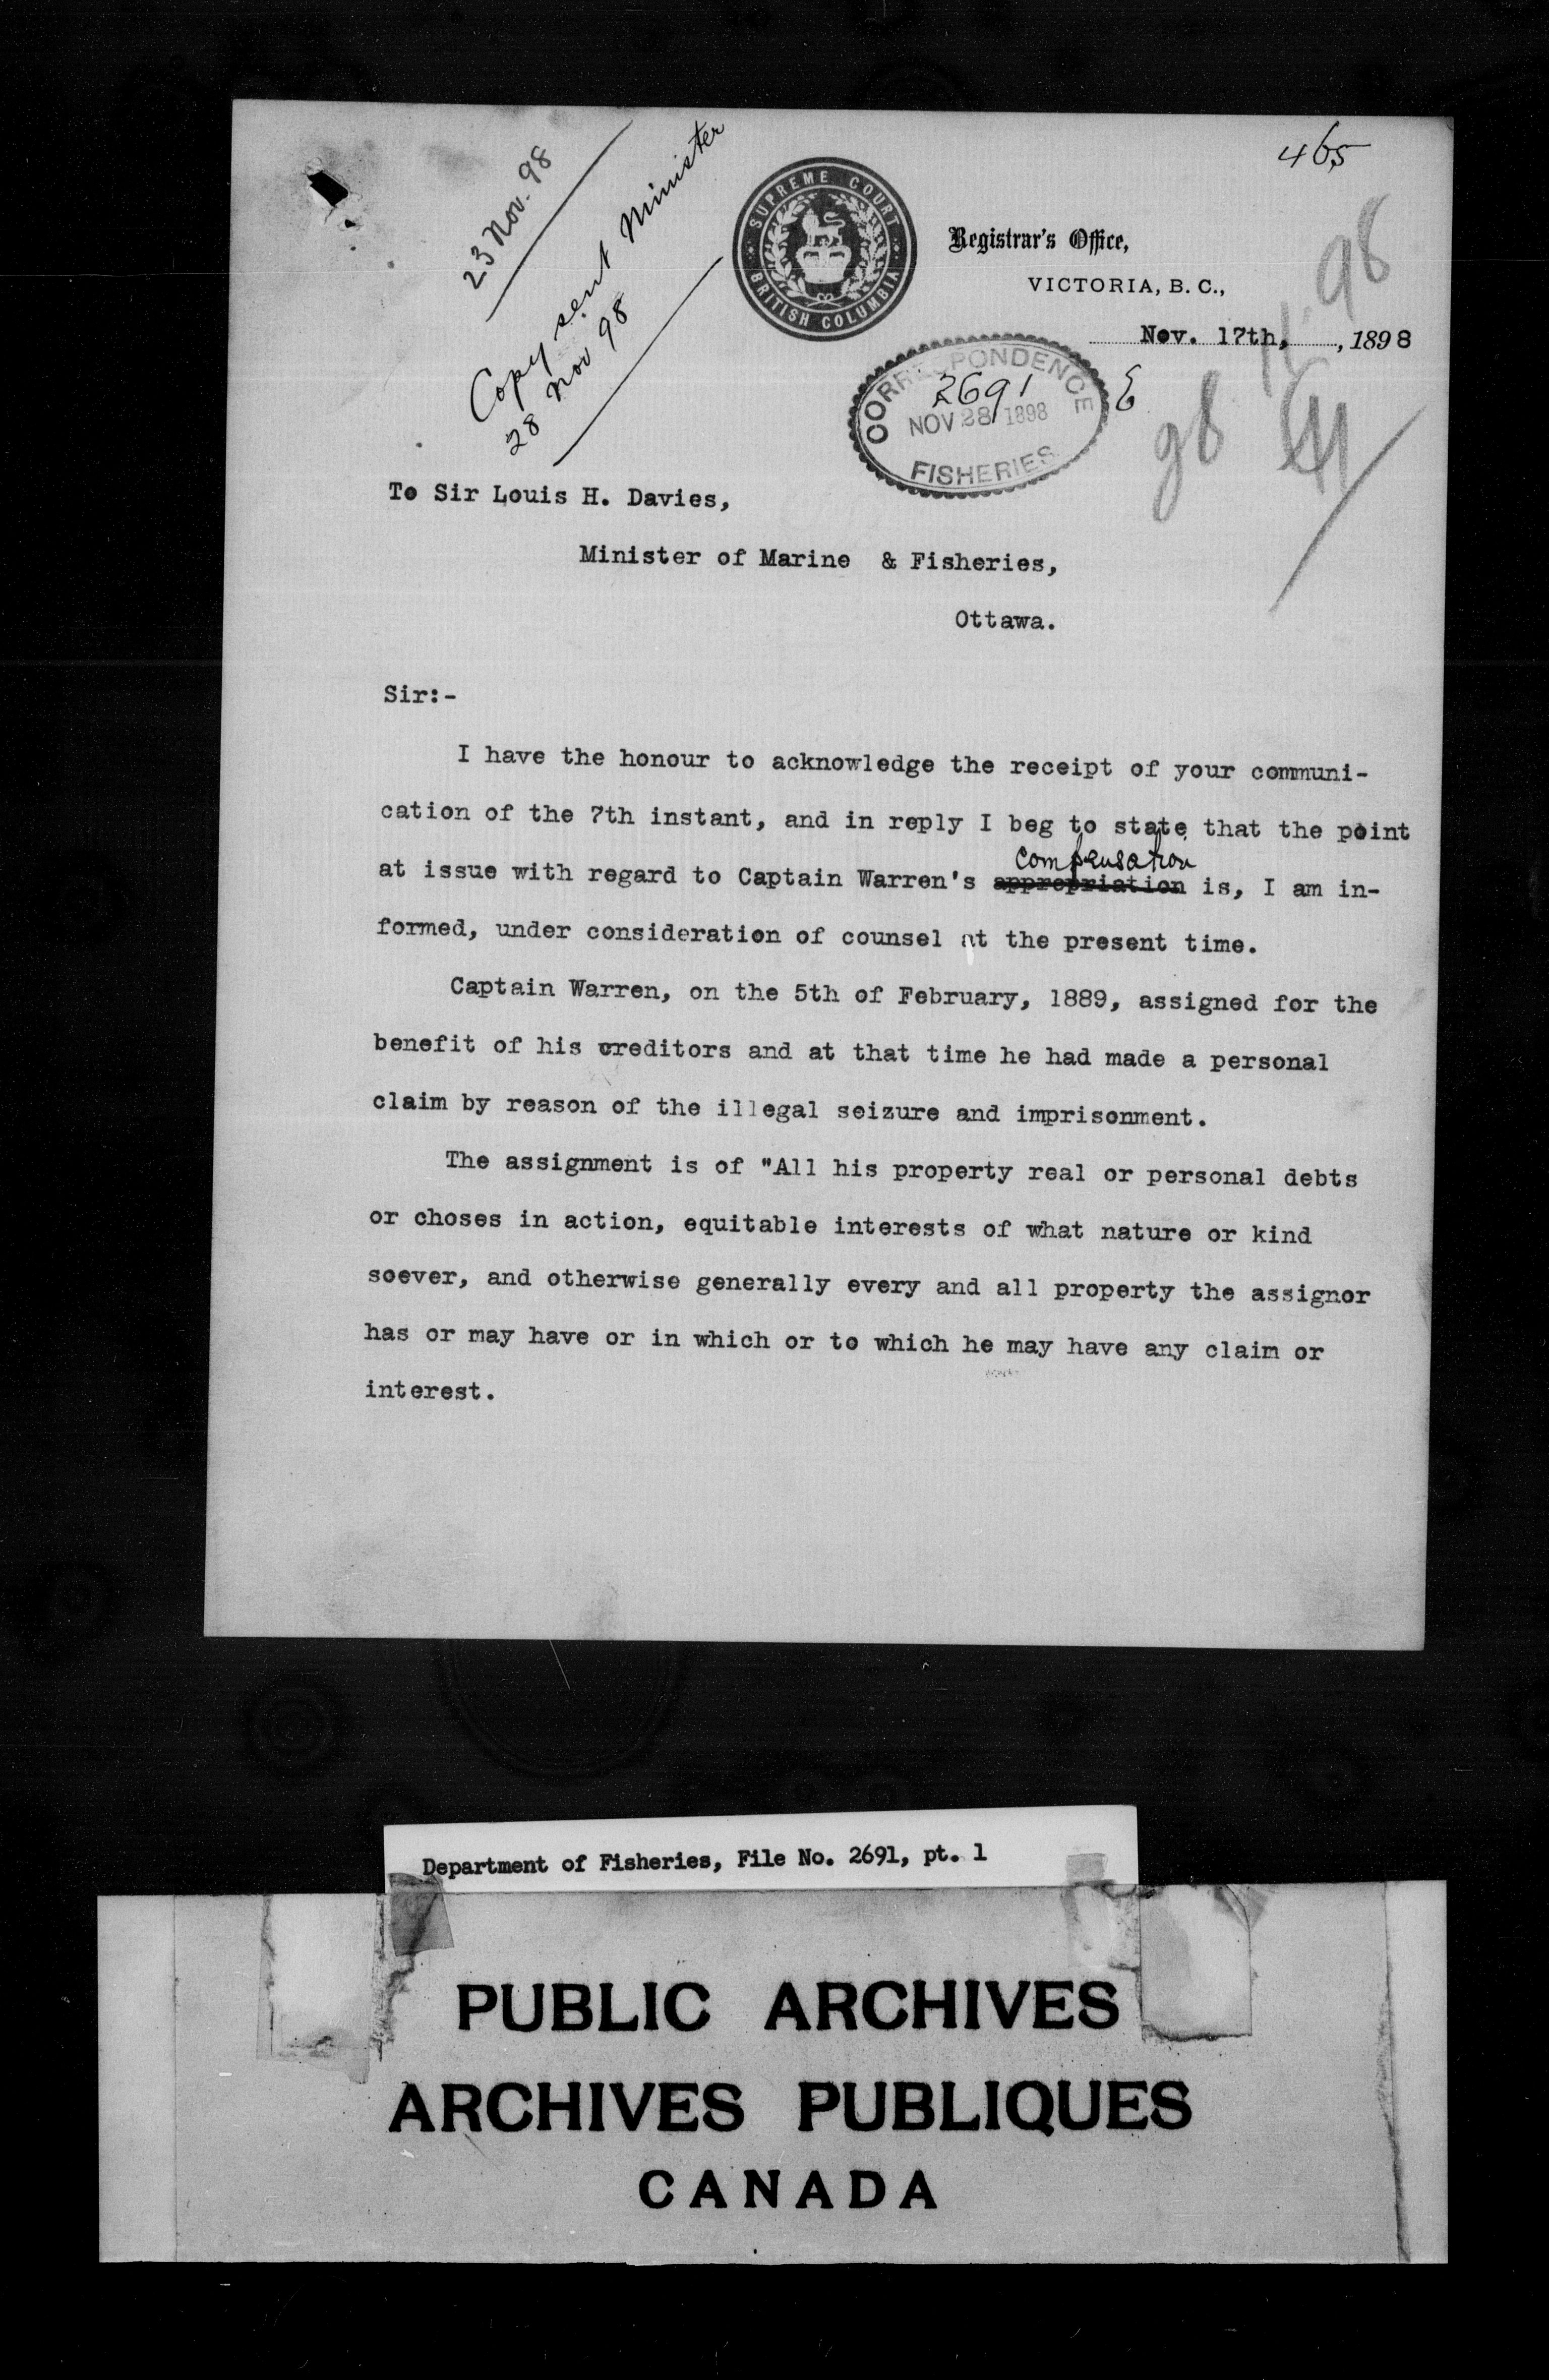 465
23 Nov. 98
Copy sent Minister
28 Nov 98
SUPREME COURT
BRITISH COLUMBIA
Registrar's Office,
VICTORIA, B. C.,
Nov. 17th, , 1898
98
CORRESPONDENCE
2691
NOV 28 1898
FISHERIES
To Sir Louis H. Davies,
Minister of Marine & Fisheries,
Ottawa.
Sir:-
I have the honour to acknowledge the receipt of your communi-
cation of the 7th instant, and in reply I beg to state that the point
compensation
at issue with regard to Captain Warren's appropriation is, I am in-
formed, under consideration of counsel at the present time.
Captain Warren, on the 5th of February, 1889, assigned for the
benefit of his creditors and at that time he had made a personal
claim by reason of the illegal seizure and imprisonment.
The assignment is of "All his property real or personal debts
or choses in action, equitable interests of what nature or kind
soever, and otherwise generally every and all property the assignor
has or may have or in which or to which he may have any claim or
interest.
Department of Fisheries, File No. 2691, pt. 1
PUBLIC ARCHIVES
ARCHIVES PUBLIQUES
CANADA